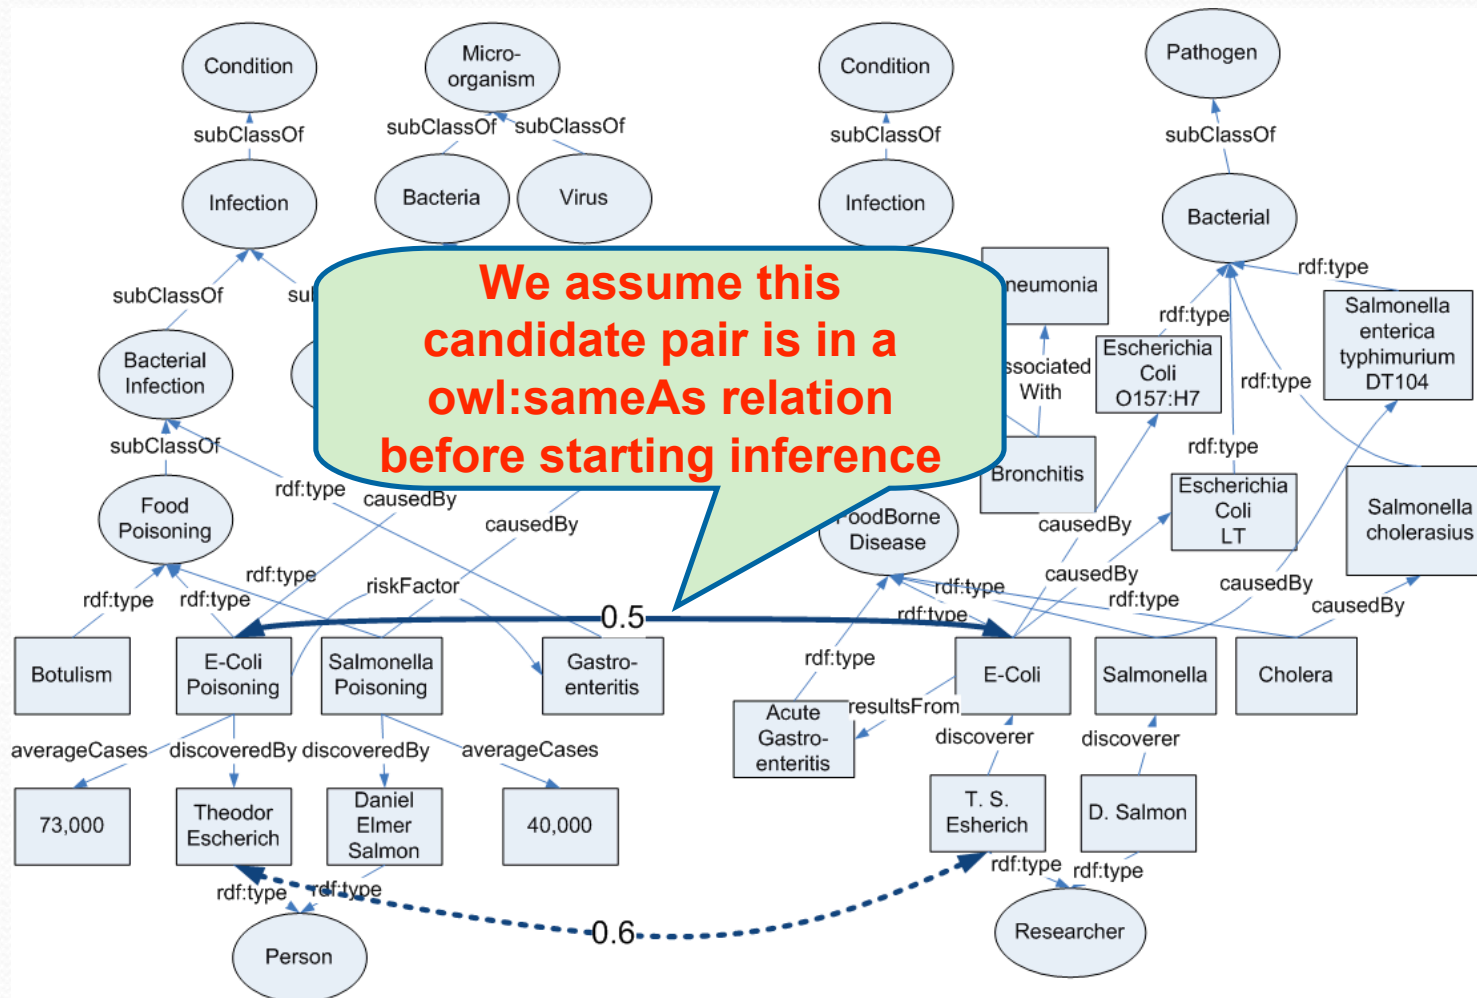 Condition
Micro-
organism
Condition
Pathogen
subClassOf
subClassOf
subClassOf
subClassOf
subClassOf
Infection
Bacteria
Virus
Infection
Bacterial
We assume this
candidate pair is in a
owl:sameAs relation
before starting inference
subClassOf
neumonia
rdf:type
rdf:type
Salmonella
enterica
typhimurium
DT104
Bacterial
Infection
ssociated
With
Escherichia
Coli
O157:H7
rdf:type
subClassOf
rdf:type
rdf:type
causedBy
Bronchitis
Escherichia
Coli
LT
Salmonella
cholerasius
Food
Poisoning
causedBy
FoodBorne
Disease
causedBy
rdf:type
riskFactor
causedBy
causedBy
rdf:type
rdf:type
rdf:type
rdf:type
rdf:type
causedBy
0.5
Botulism
E-Coli
Poisoning
Salmonella
Poisoning
Gastro-
enteritis
rdf:type
E-Coli
Salmonella
Cholera
resultsFrom
Acute
Gastro-
enteritis
averageCases
discoveredBy
discoveredBy
averageCases
discoverer
discoverer
73,000
Theodor
Escherich
Daniel
Elmer
Salmon
40,000
T. S.
Esherich
D. Salmon
rdf:type
rdf:type
rdf:type
rdf:type
0.6
Person
Researcher